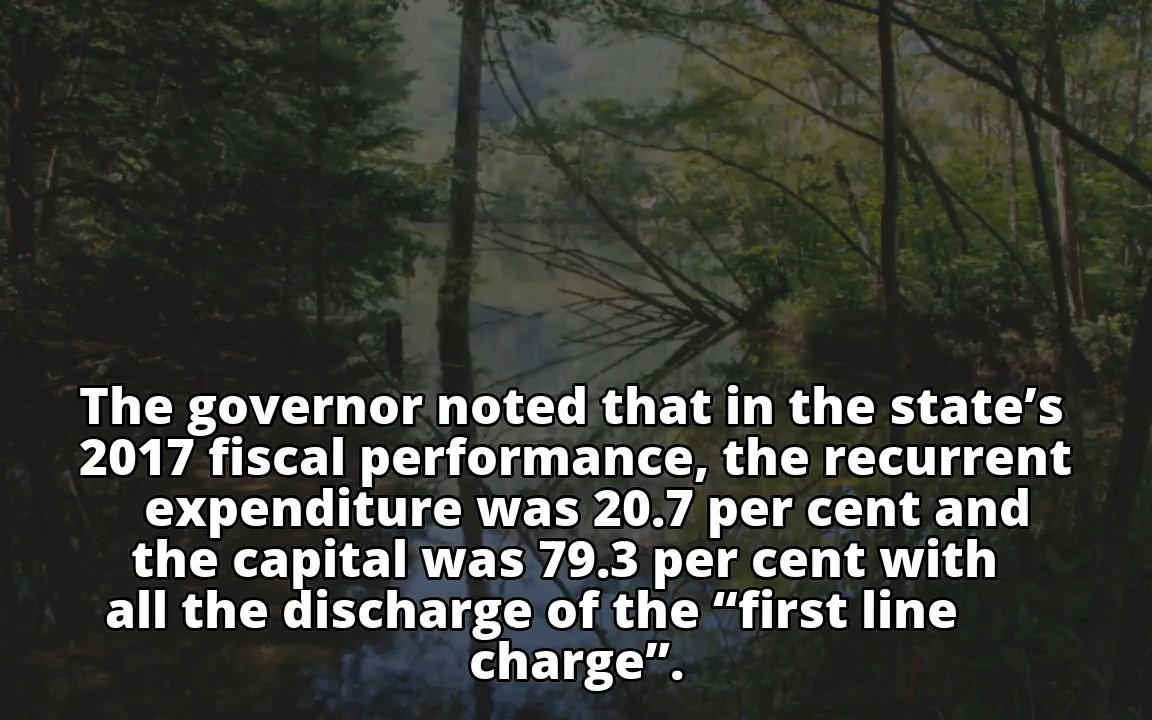 The governor noted that in the state’s
2017 fiscal performance, the recurrent
expenditure was 20.7 per cent and
the capital was 79.3 per cent with
all the discharge of the “first line
charge”.